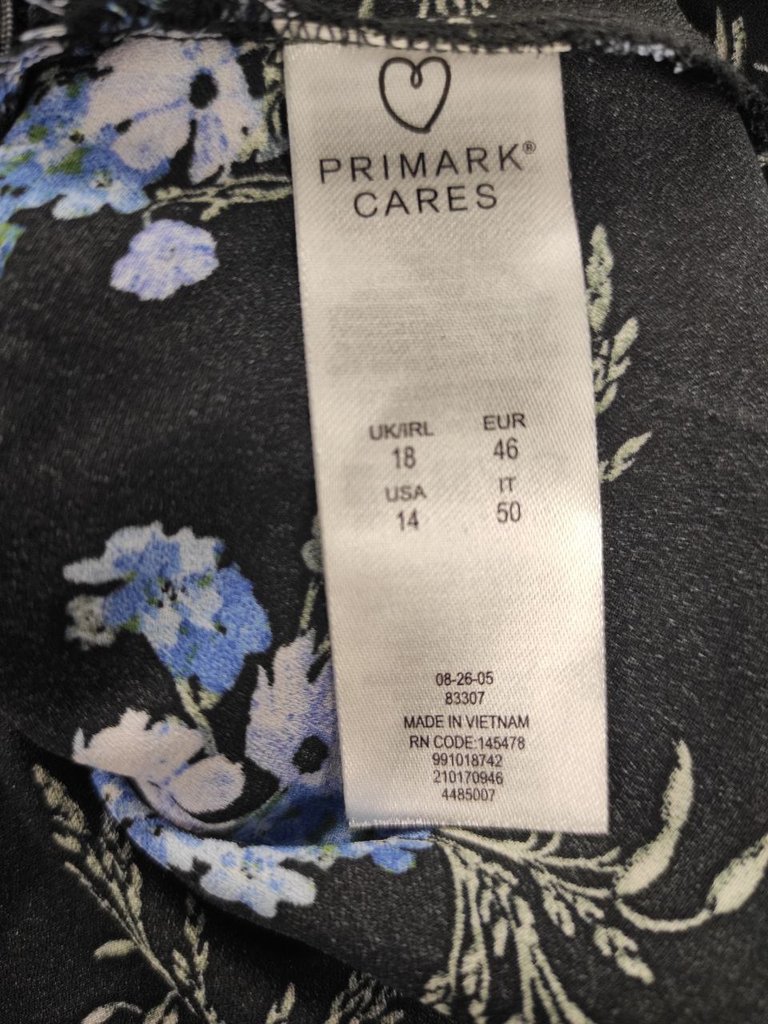 PRIMARK®
CARES
UK/IRL EUR
18 46
USA IT
14 50
08-26-05
83307
MADE IN VIETNAM
RN CODE:145478
991018742
210170946
4485007